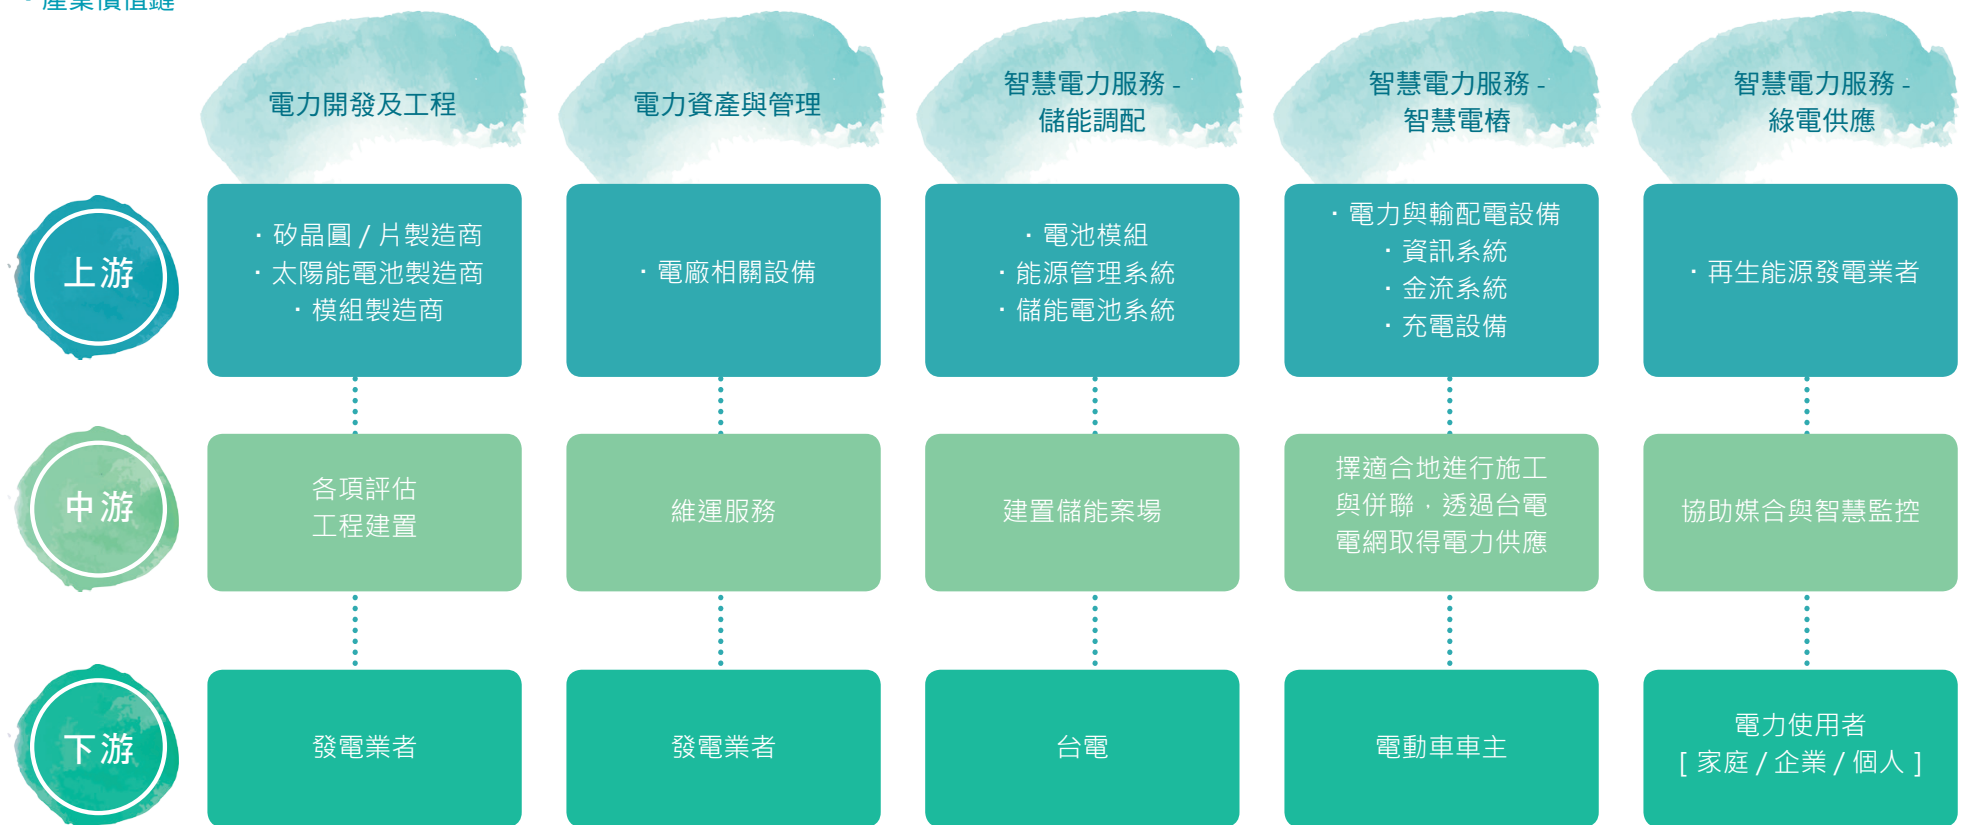 ・產業價值鏈
電力開發及工程
電力資產與管理
智慧電力服務 -
儲能調配
智慧電力服務 -
智慧電樁
智慧電力服務 -
綠電供應
上游
・矽晶圓 / 片製造商
・太陽能電池製造商
・模組製造商
・電廠相關設備
・電池模組
・能源管理系統
・儲能電池系統
・電力與輸配電設備
・資訊系統
・金流系統
・充電設備
・再生能源發電業者
中游
各項評估
工程建置
維運服務
建置儲能案場
擇適合地進行施工
與併聯，透過台電
電網取得電力供應
協助媒合與智慧監控
下游
發電業者
發電業者
台電
電動車車主
電力使用者
[ 家庭 / 企業 / 個人 ]